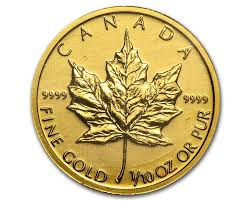 CANADA
9999 9999
FINE GOLD 1/10 OZ OR PUR